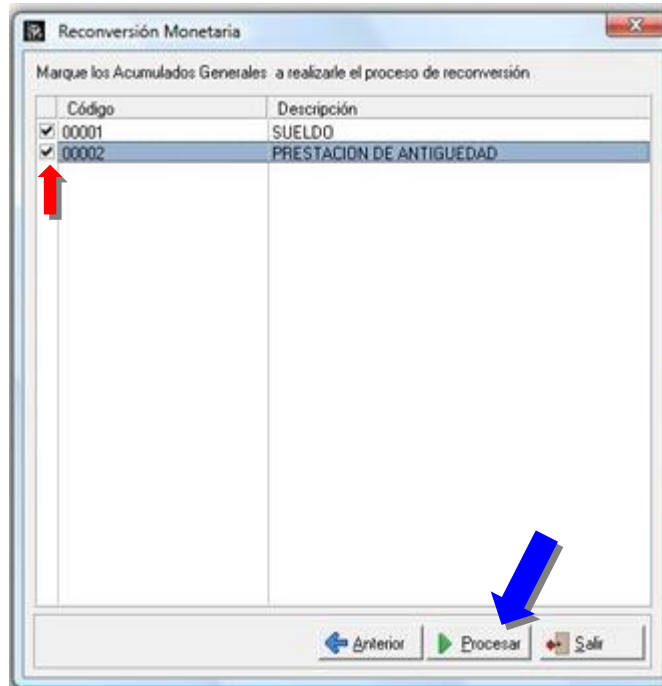 Reconversión Monetaria
Marque los Acumulados Generales a realizarle el proceso de reconversión
Código Descripción
00001 SUELDO
00002 PRESTACION DE ANTIGUEDAD
Anterior Procesar Salir